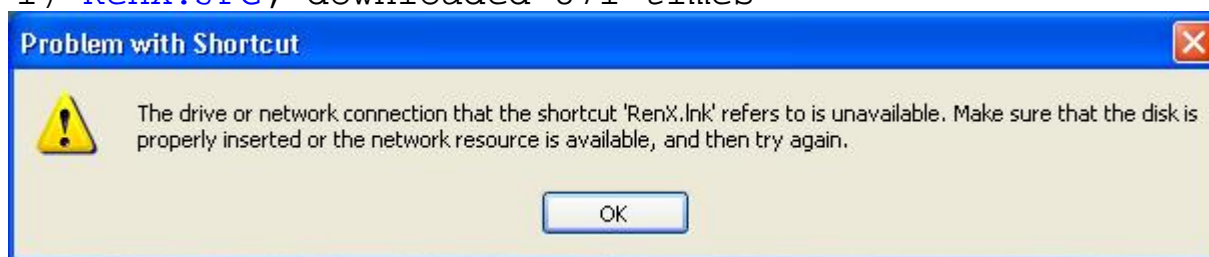 1) RenX.JPG, downloaded times
Problem with Shortcut
The drive or network connection that the shortcut 'RenX.lnk' refers to is unavailable. Make sure that the disk is
properly inserted or the network resource is available, and then try again.
OK